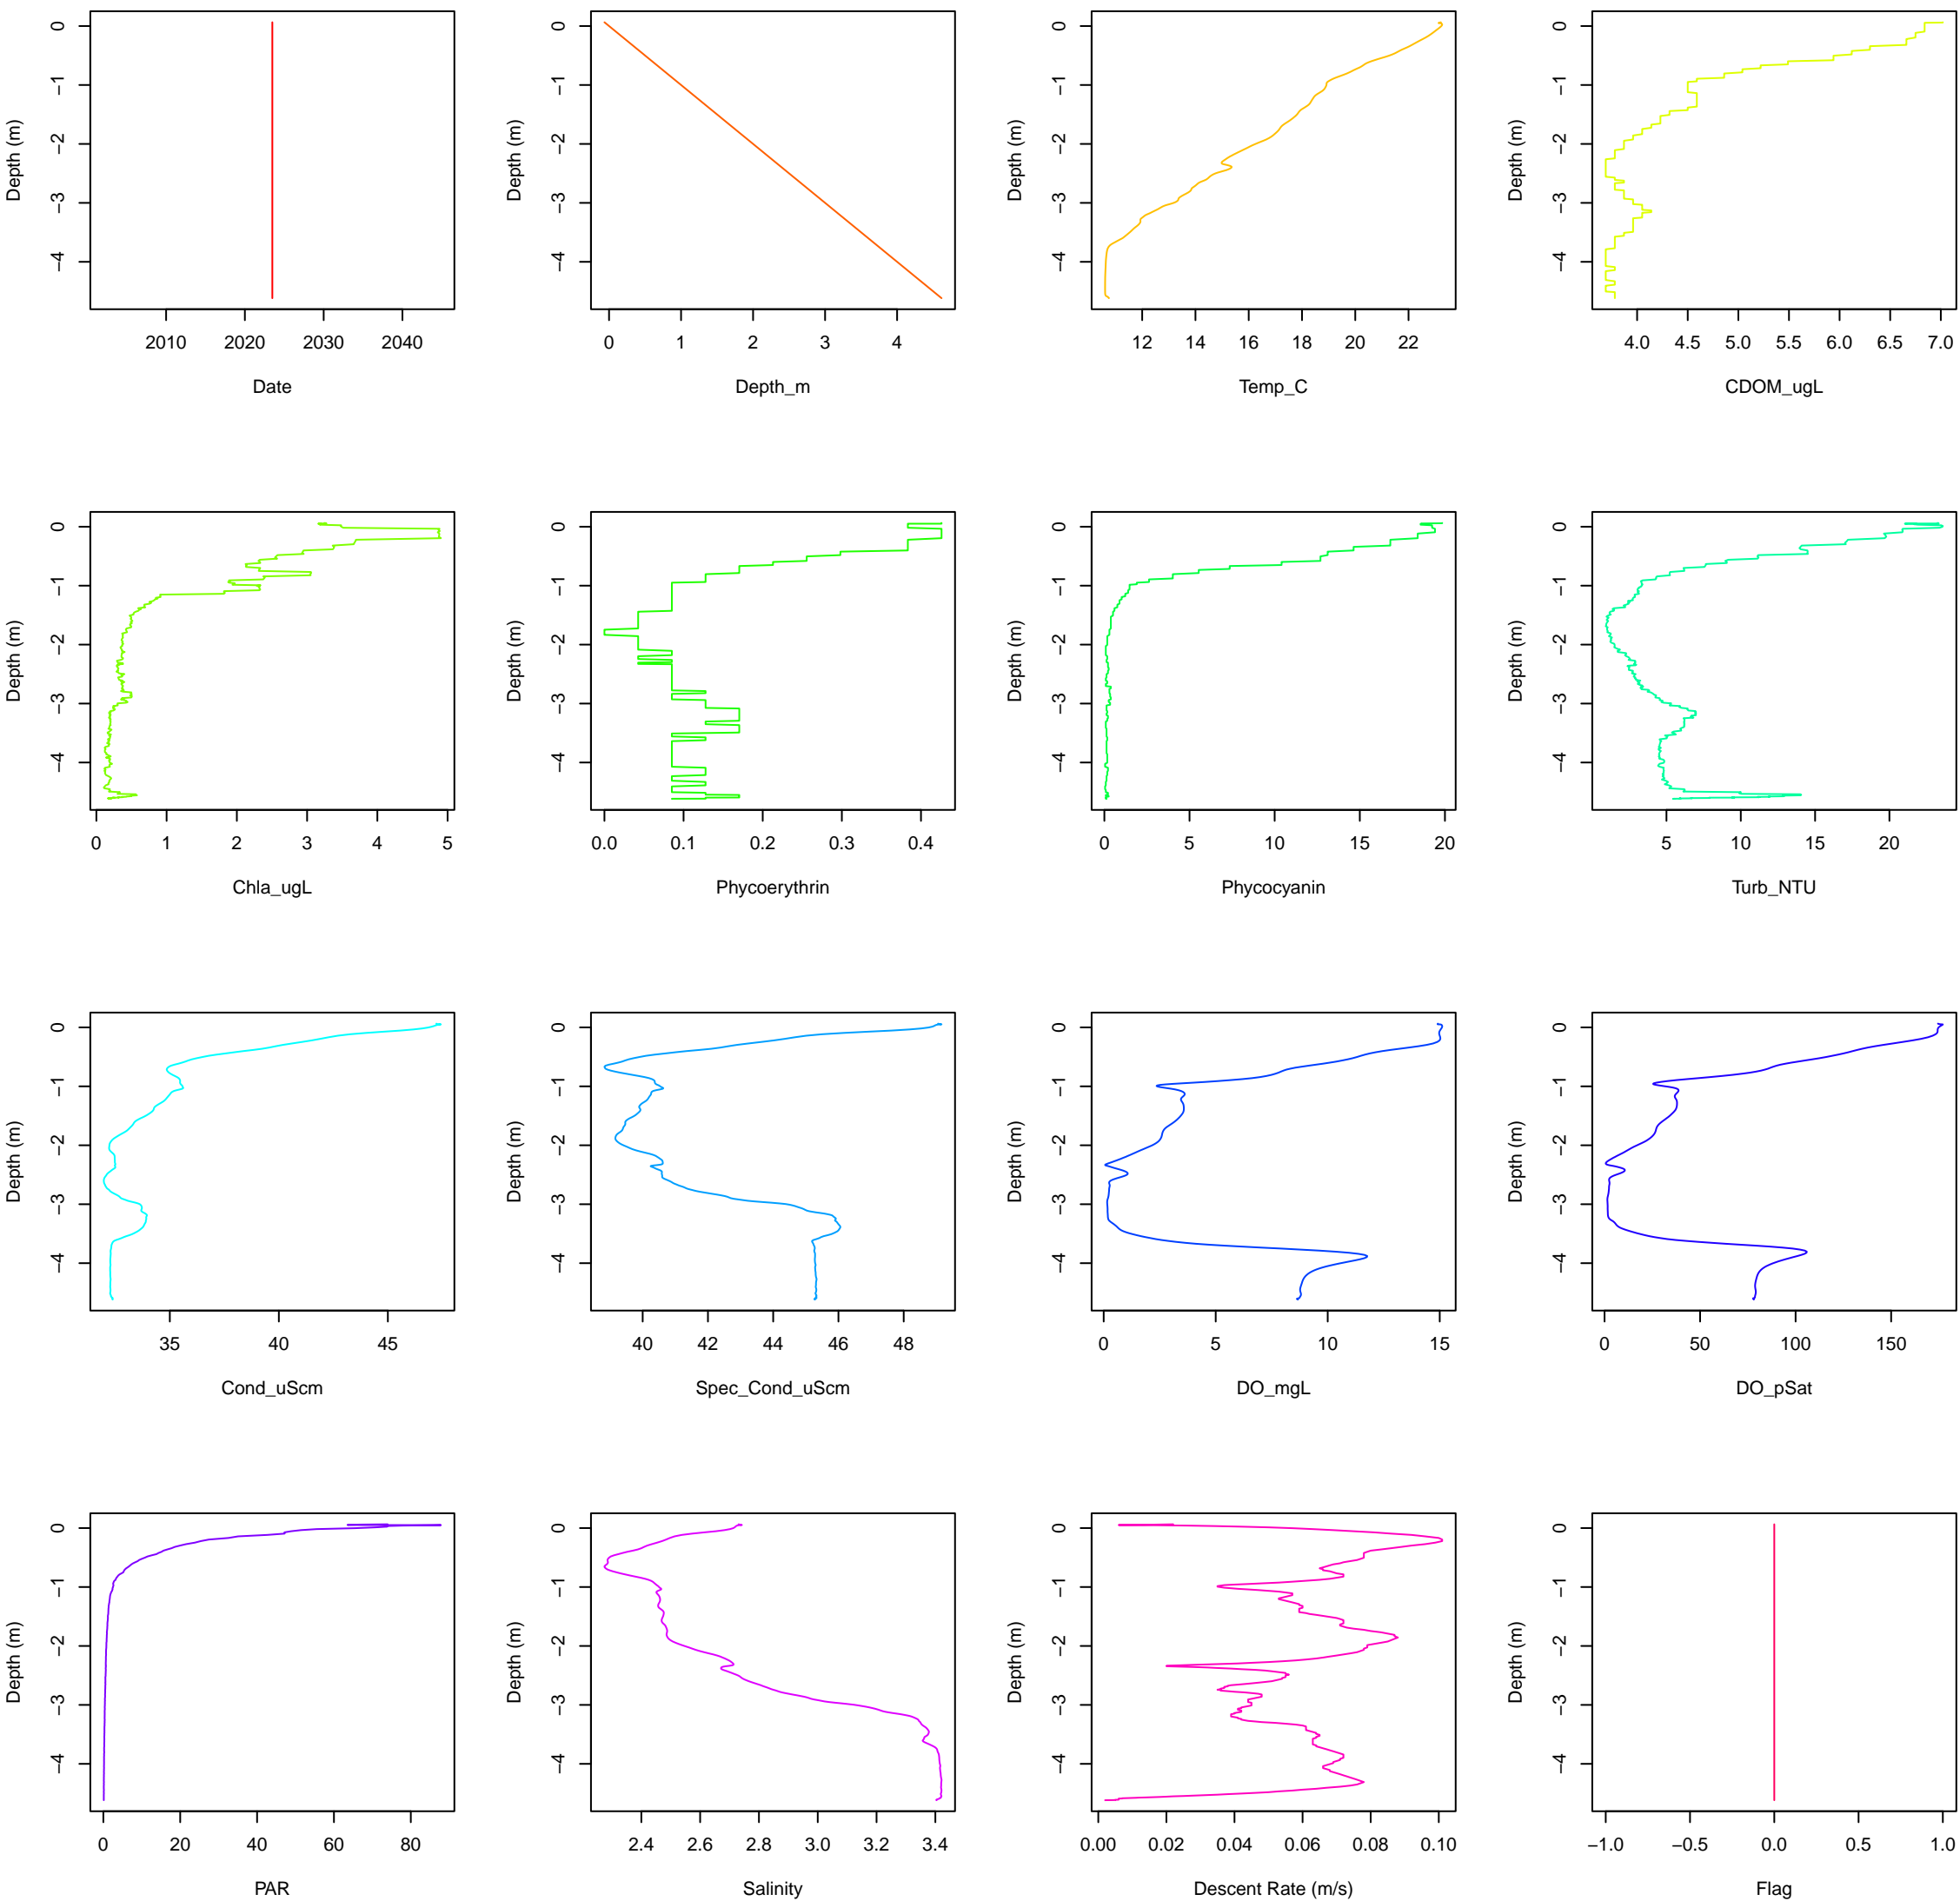 0 −1 −2 −3 −4
Depth (m)
2010 2020 2030 2040
Date
0 −1 −2 −3 −4
Depth (m)
0 1 2 3 4
Depth_m
0 −1 −2 −3 −4
Depth (m)
12 14 16 18 20 22
Temp_C
0 −1 −2 −3 −4
Depth (m)
4.0 4.5 5.0 5.5 6.0 6.5 7.0
CDOM_ugL
0 −1 −2 −3 −4
Depth (m)
0 1 2 3 4 5
Chla_ugL
0 −1 −2 −3 −4
Depth (m)
0.0 0.1 0.2 0.3 0.4
Phycoerythrin
0 −1 −2 −3 −4
Depth (m)
0 5 10 15 20
Phycocyanin
0 −1 −2 −3 −4
Depth (m)
5 10 15 20
Turb_NTU
0 −1 −2 −3 −4
Depth (m)
35 40 45
Cond_uScm
0 −1 −2 −3 −4
Depth (m)
40 42 44 46 48
Spec_Cond_uScm
0 −1 −2 −3 −4
Depth (m)
0 5 10 15
DO_mgL
0 −1 −2 −3 −4
Depth (m)
0 50 100 150
DO_pSat
0 −1 −2 −3 −4
Depth (m)
0 20 40 60 80
PAR
0 −1 −2 −3 −4
Depth (m)
2.4 2.6 2.8 3.0 3.2 3.4
Salinity
0 −1 −2 −3 −4
Depth (m)
0.00 0.02 0.04 0.06 0.08 0.10
Descent Rate (m/s)
0 −1 −2 −3 −4
Depth (m)
−1.0 −0.5 0.0 0.5 1.0
Flag